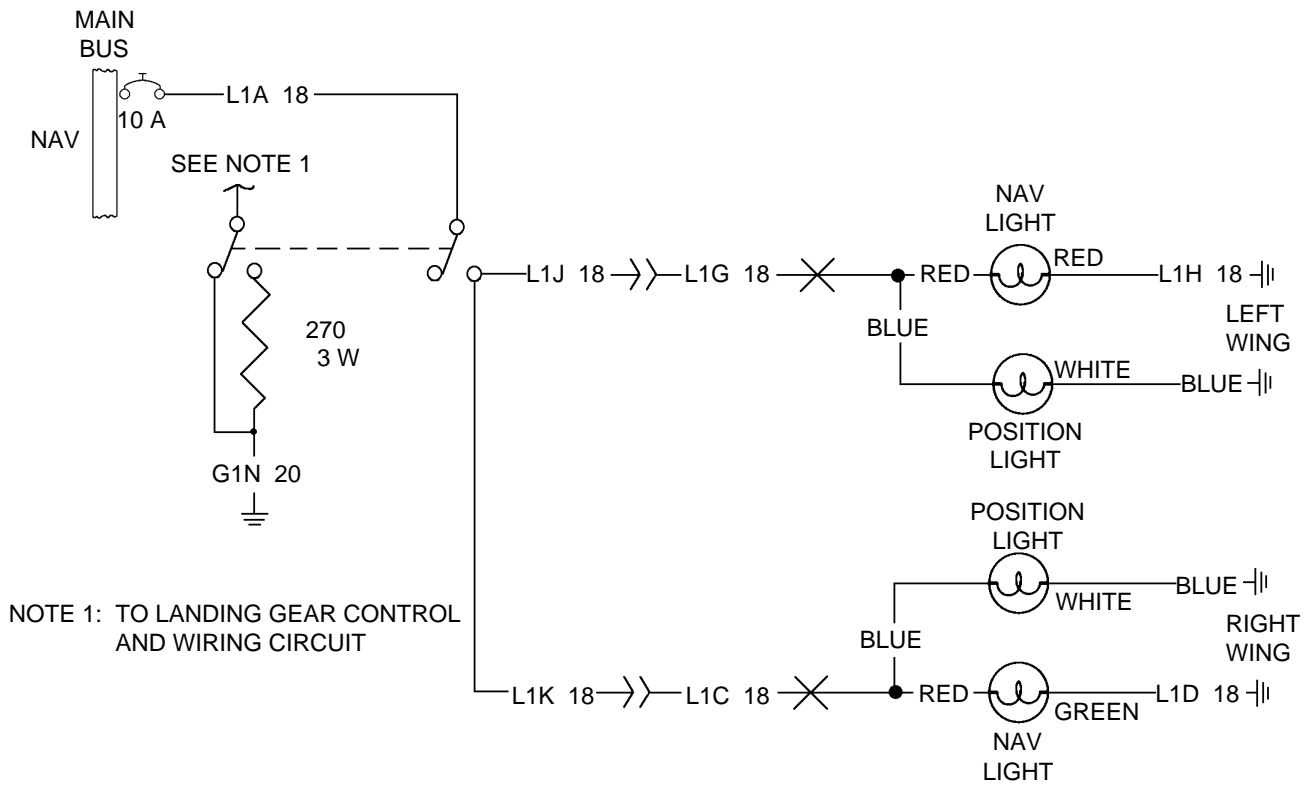 MAIN
BUS
L1A 18
10 A
NAV
SEE NOTE 1
NAV
LIGHT
RED
L1J 18
L1G 18
RED
L1H 18
LEFT
WING
BLUE
270
3 W
WHITE
BLUE
POSITION
LIGHT
G1N 20
POSITION
LIGHT
BLUE
WHITE
NOTE 1: TO LANDING GEAR CONTROL
AND WIRING CIRCUIT
RIGHT
WING
BLUE
L1K 18
L1C 18
RED
L1D 18
GREEN
NAV
LIGHT